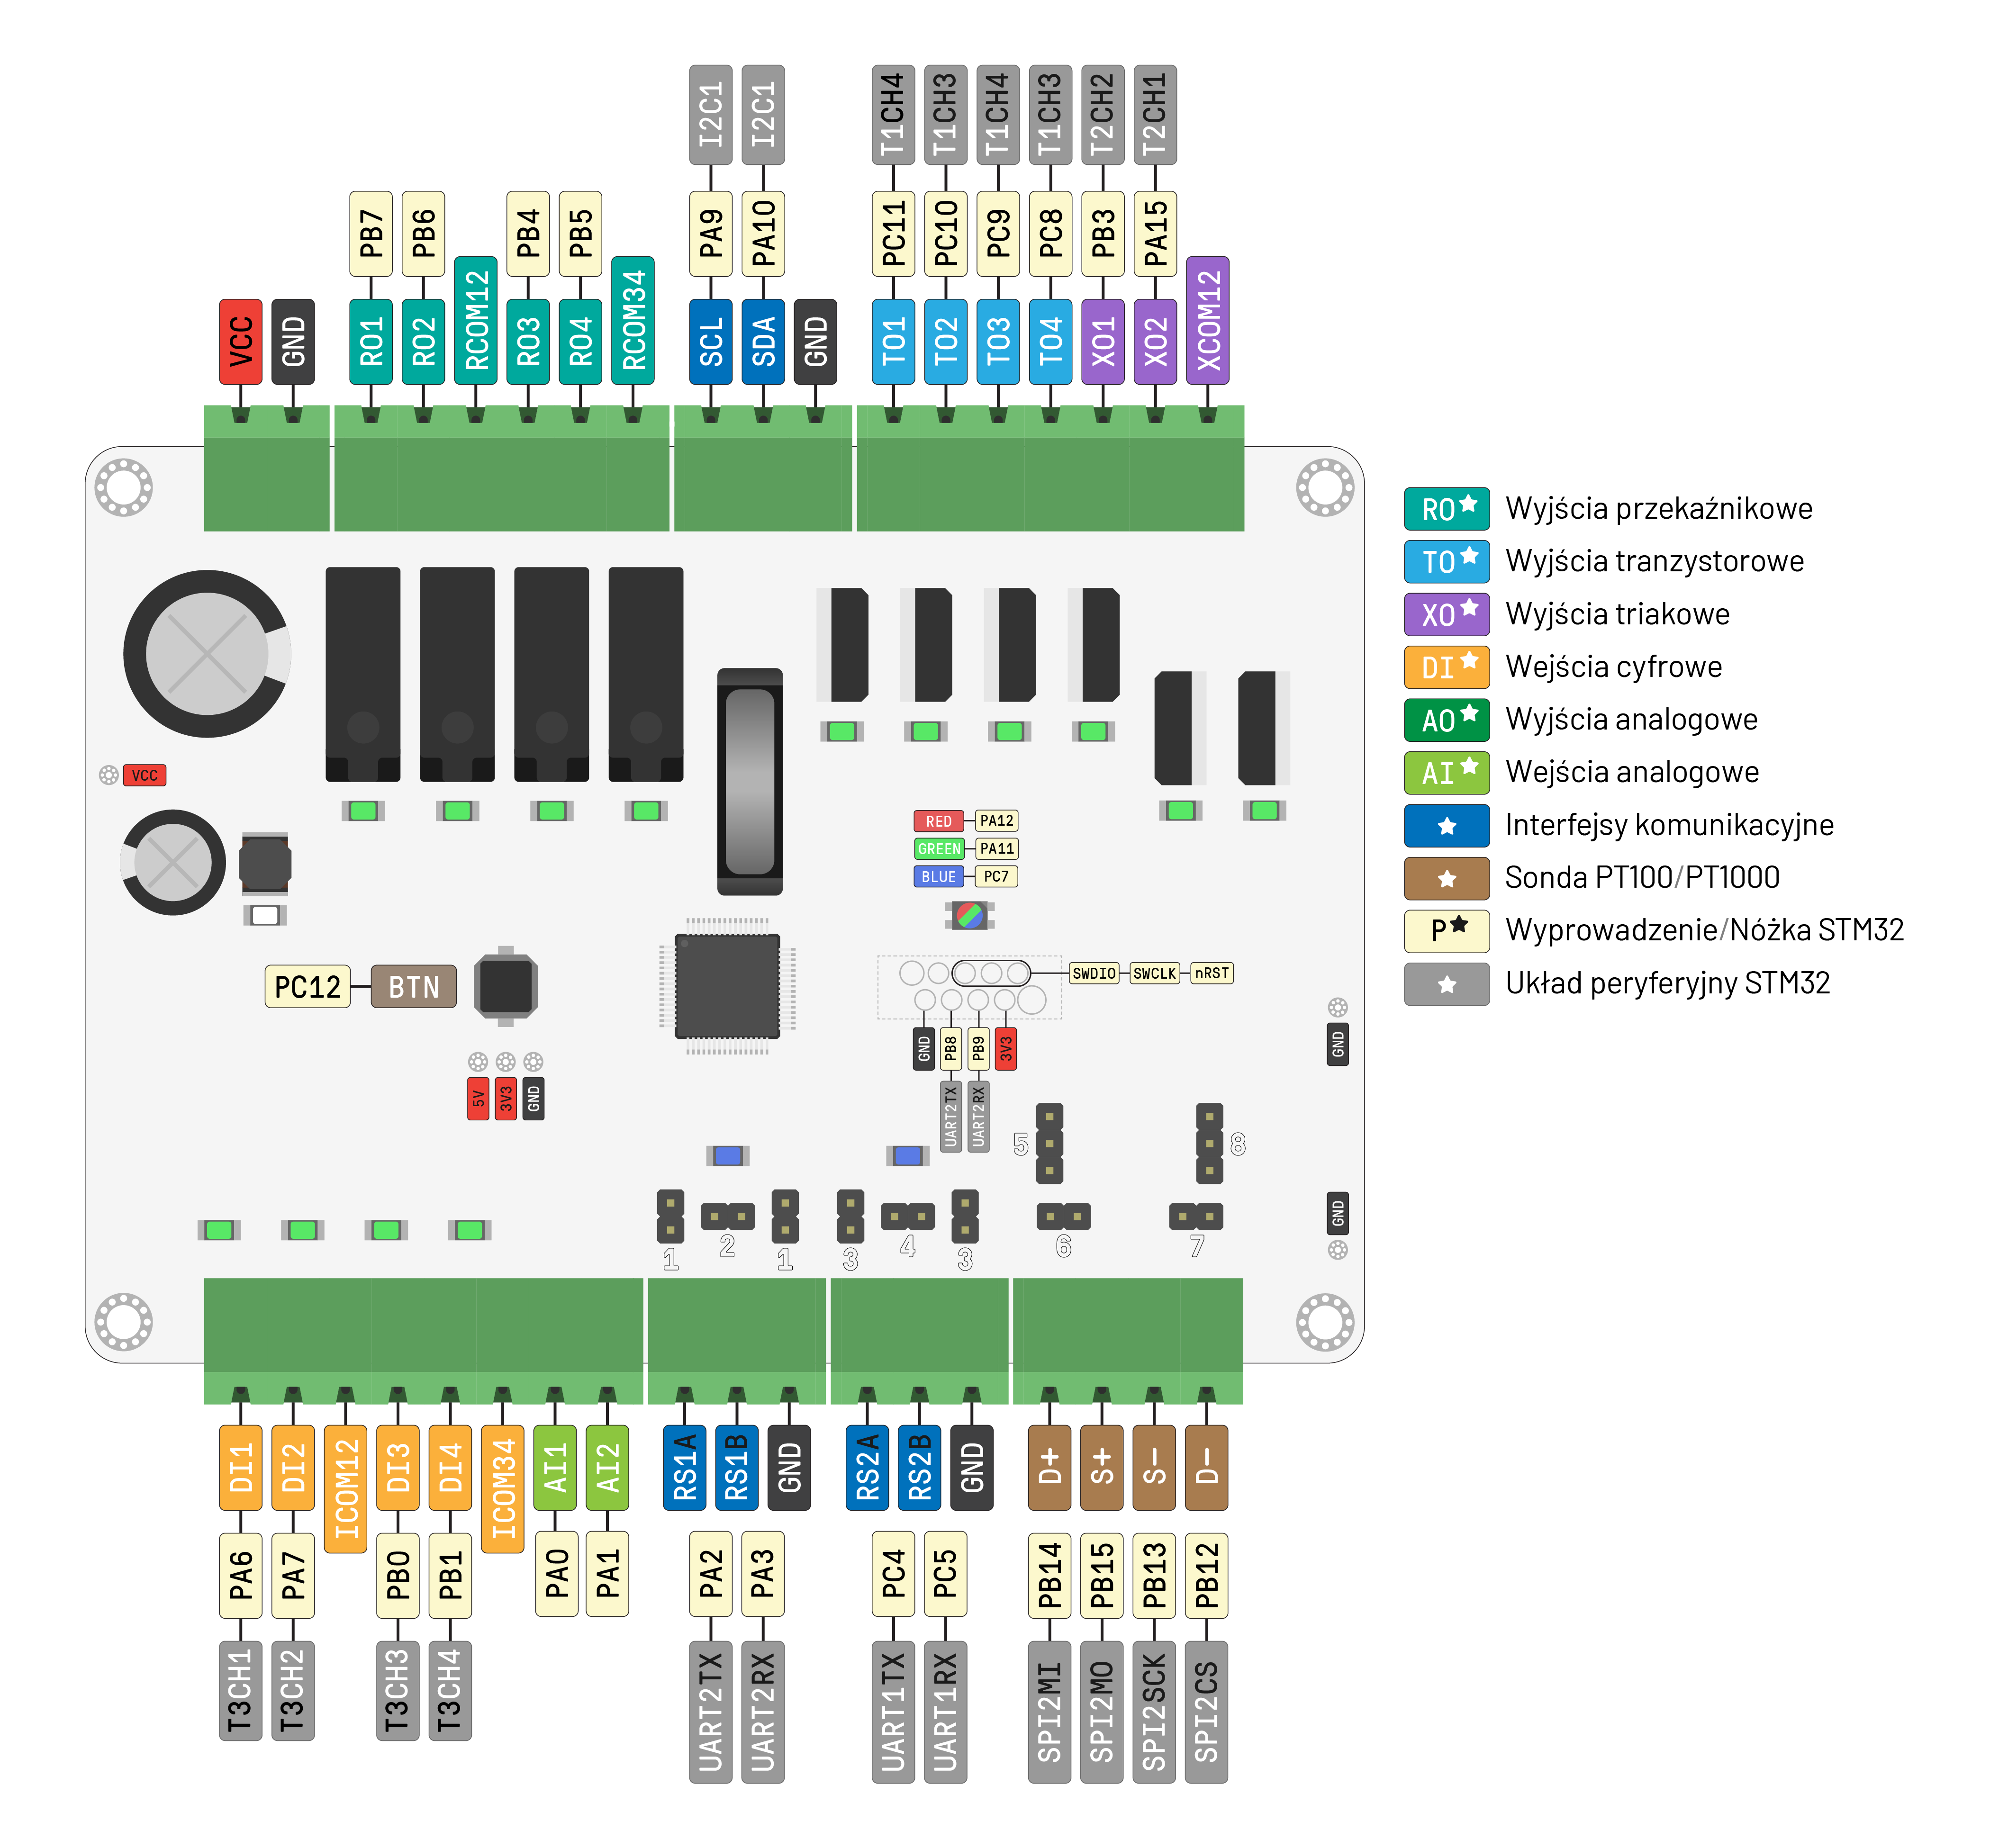 I2C1 I2C1 T1CH4 T1CH3 T1CH4 T1CH3 T2CH2 T2CH1
PB7 PB6 PB4 PB5 PA9 PA10 PC11 PC10 PC9 PC8 PB3 PA15
VCC GND RO1 RO2 RCOM12 RO3 RO4 RCOM34 SCL SDA GND TO1 TO2 TO3 TO4 XO1 XO2 XCOM12
RO★ Wyjścia przekaźnikowe
TO★ Wyjścia tranzystorowe
XO★ Wyjścia triakowe
DI★ Wejścia cyfrowe
AO★ Wyjścia analogowe
AI★ Wejścia analogowe
★ Interfejsy komunikacyjne
★ Sonda PT100/PT1000
P★ Wyprowadzenie/Nóżka STM32
★ Układ peryferyjny STM32
VCC
RED PA12
GREEN PA11
BLUE PC7
PC12 BTN
SWDIO SWCLK nRST
GND PB8 PB9 3V3
UART2TX UART2RX
5V 3V3 GND
GND
GND
5 8
1 2 1 3 4 3 6 7
DI1 DI2 ICOM12 DI3 DI4 ICOM34 AI1 AI2 RS1A RS1B GND RS2A RS2B GND D+ S+ S- D-
PA6 PA7 PB0 PB1 PA0 PA1 PA2 PA3 PC4 PC5 PB14 PB15 PB13 PB12
T3CH1 T3CH2 T3CH3 T3CH4 UART2TX UART2RX UART1TX UART1RX SPI2MI SPI2MO SPI2SCK SPI2CS